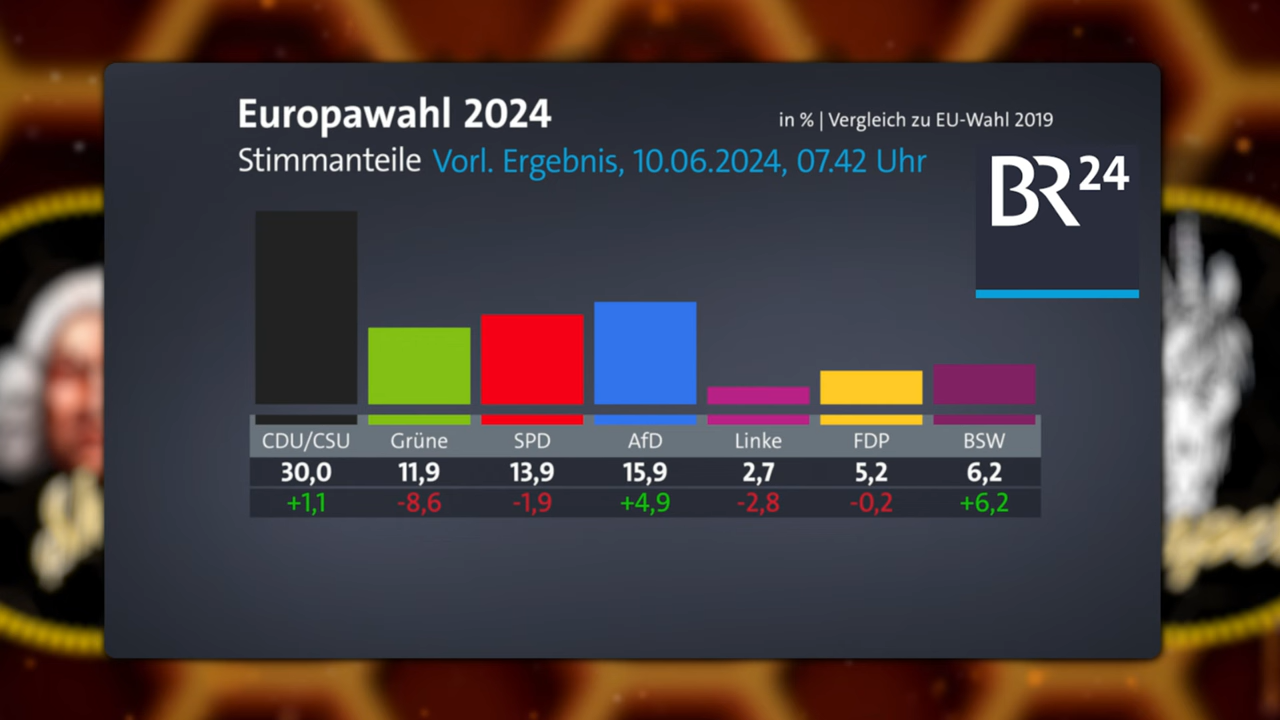 Europawahl 2024
in % | Vergleich zu EU-Wahl 2019
Stimmanteile Vorl. Ergebnis, 10.06.2024, 07.42 Uhr
BR24
CDU/CSU Grüne SPD AfD Linke FDP BSW
30,0 11,9 13,9 15,9 2,7 5,2 6,2
+1,1 -8,6 -1,9 +4,9 -2,8 -0,2 +6,2